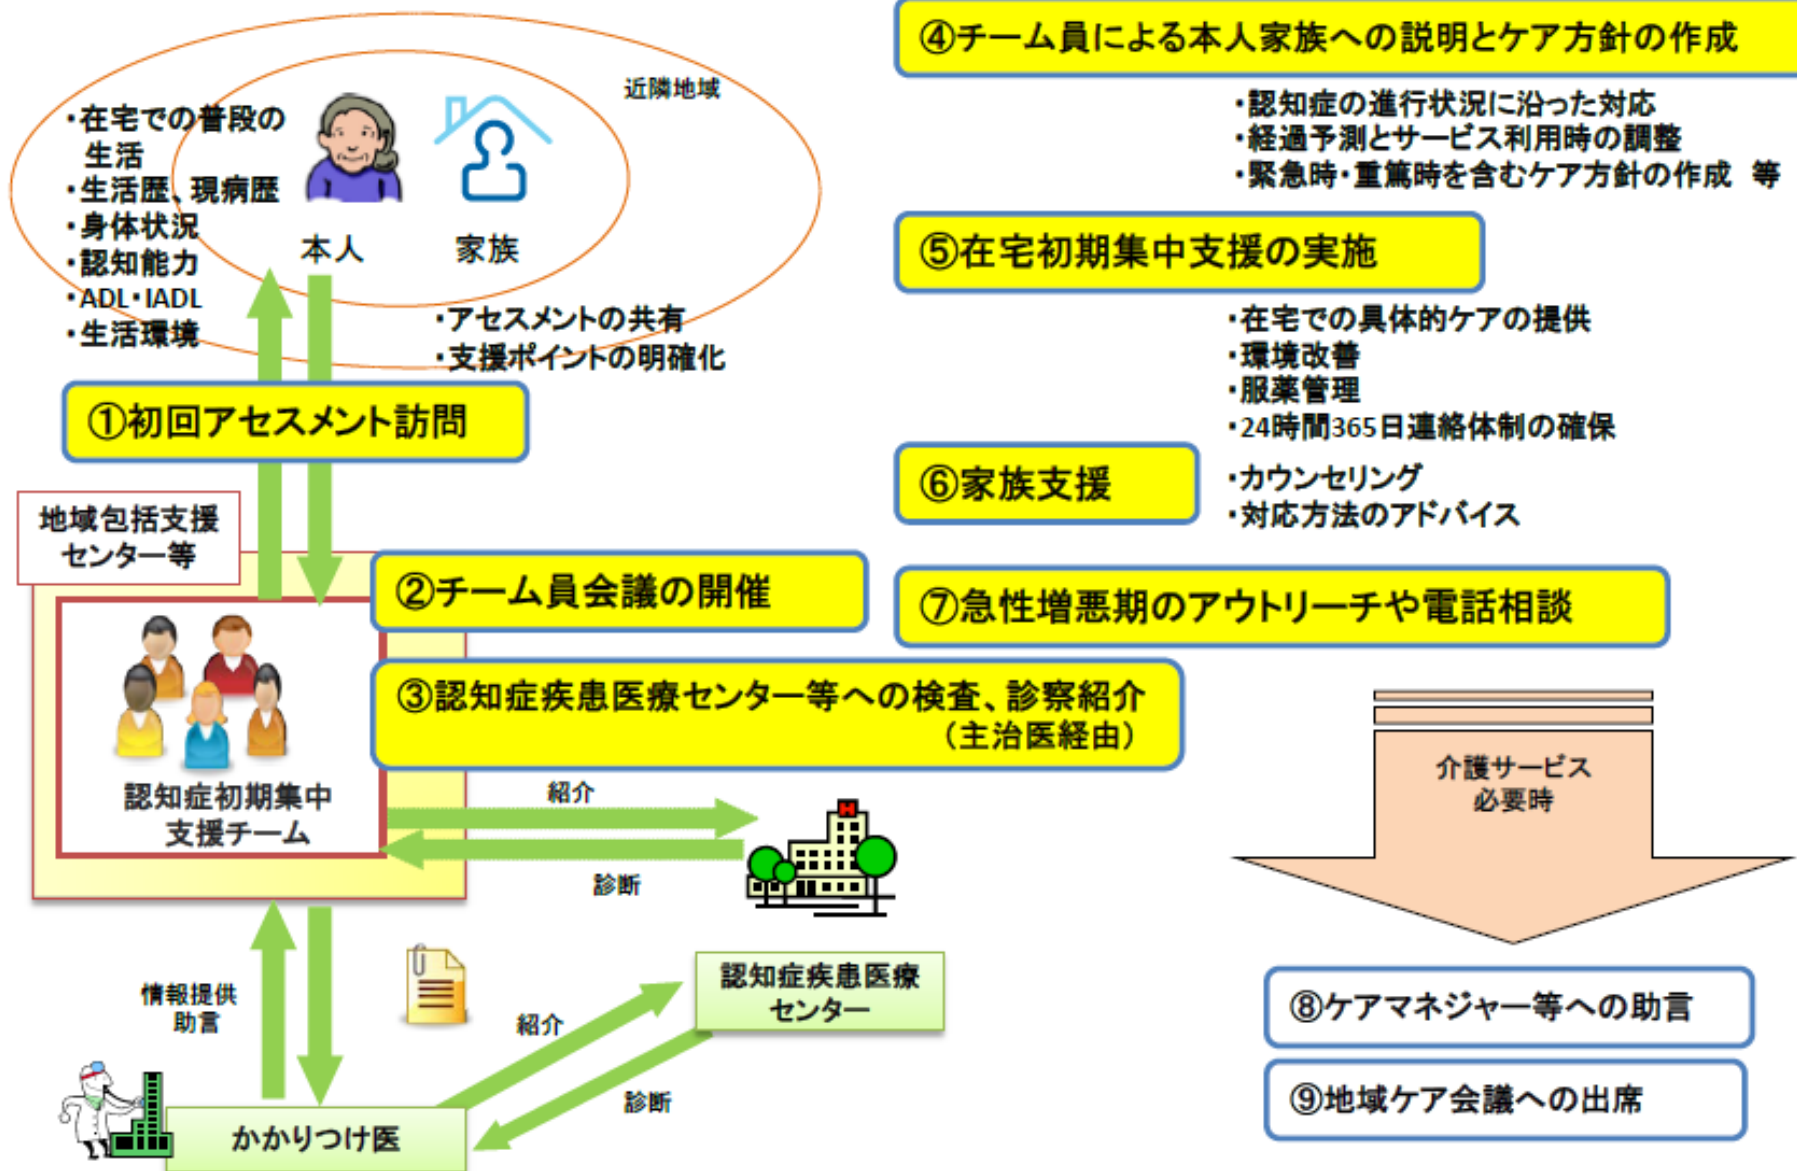 近隣地域
・在宅での普段の
生活
・生活歴、現病歴
・身体状況
・認知能力
・ADL・IADL
・生活環境
本人
家族
・アセスメントの共有
・支援ポイントの明確化
①初回アセスメント訪問
地域包括支援
センター等
②チーム員会議の開催
③認知症疾患医療センター等への検査、診察紹介
（主治医経由）
認知症初期集中
支援チーム
紹介
診断
情報提供
助言
紹介
認知症疾患医療
センター
診断
かかりつけ医
④チーム員による本人家族への説明とケア方針の作成
・認知症の進行状況に沿った対応
・経過予測とサービス利用時の調整
・緊急時・重篤時を含むケア方針の作成 等
⑤在宅初期集中支援の実施
・在宅での具体的ケアの提供
・環境改善
・服薬管理
・24時間365日連絡体制の確保
⑥家族支援
・カウンセリング
・対応方法のアドバイス
⑦急性増悪期のアウトリーチや電話相談
介護サービス
必要時
⑧ケアマネジャー等への助言
⑨地域ケア会議への出席
H